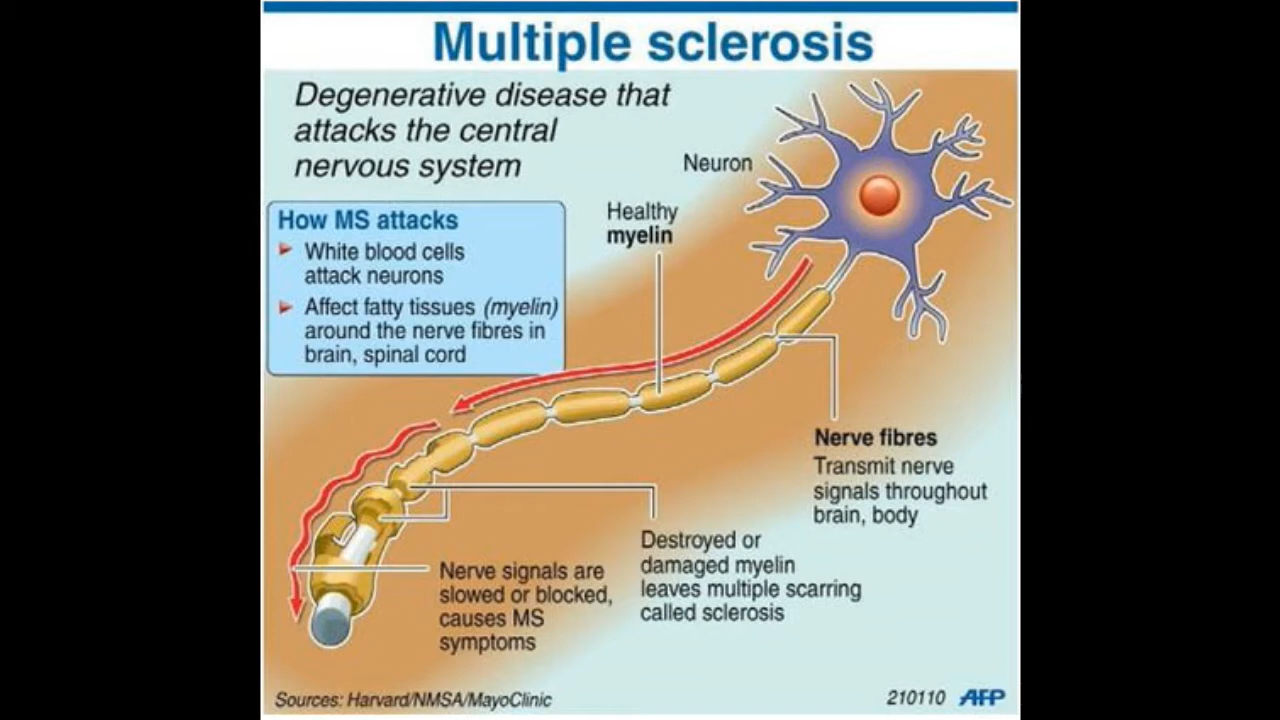 Multiple sclerosis
Degenerative disease that
attacks the central
nervous system
How MS attacks
White blood cells
attack neurons
Affect fatty tissues (myelin)
around the nerve fibres in
brain, spinal cord
Neuron
Healthy
myelin
Nerve fibres
Transmit nerve
signals throughout
brain, body
Destroyed or
damaged myelin
leaves multiple scarring
called sclerosis
Nerve signals are
slowed or blocked,
causes MS
symptoms
Sources: Harvard/NMSA/MayoClinic
210110 AFP